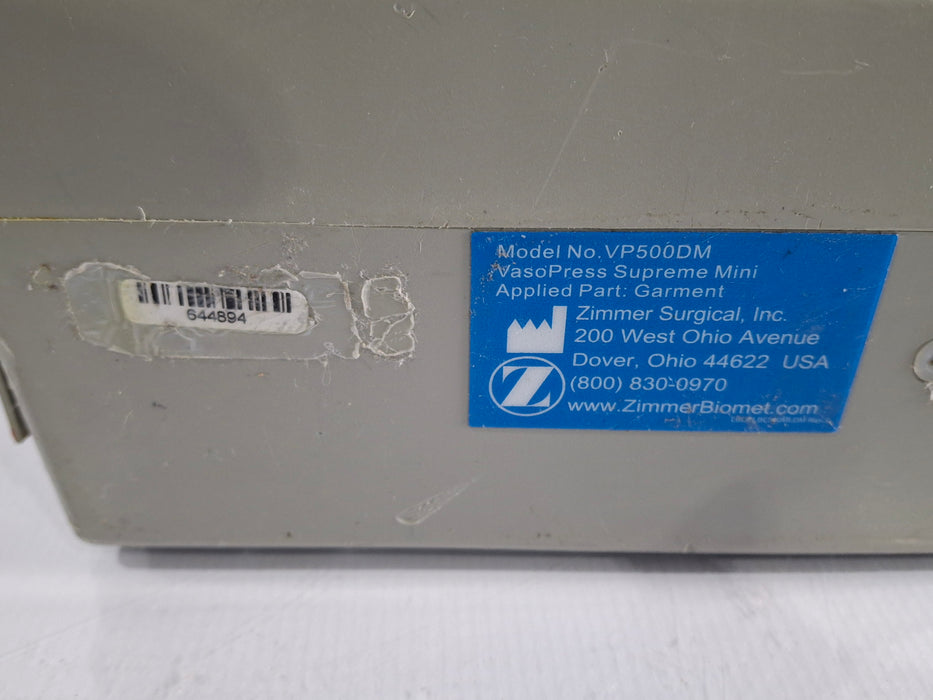 644894
Model No. VP500DM
VasoPress Supreme Mini
Applied Part: Garment
Zimmer Surgical, Inc.
200 West Ohio Avenue
Dover, Ohio 44622 USA
Z
(800) 830-0970
www.ZimmerBiomet.com